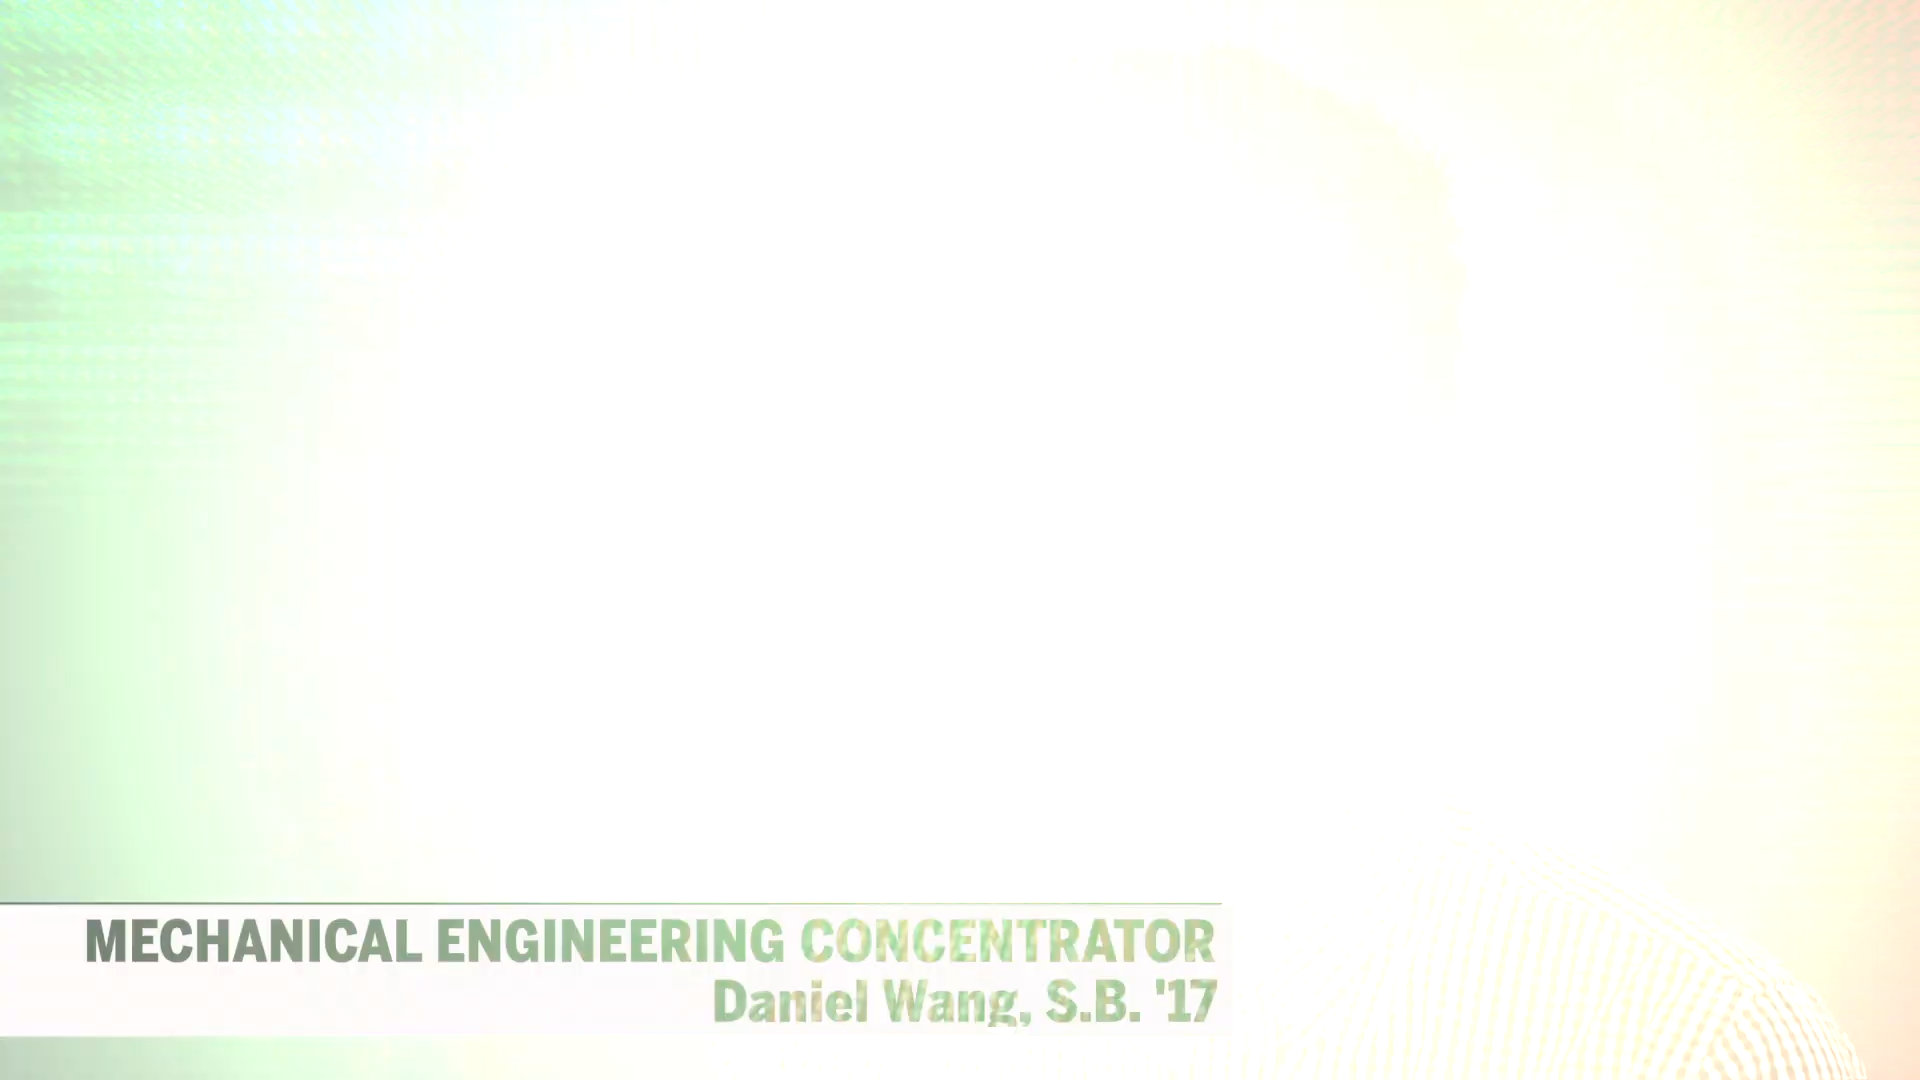 MECHANICAL ENGINEERING CONCENTRATOR
Daniel Wang, S.B. '17